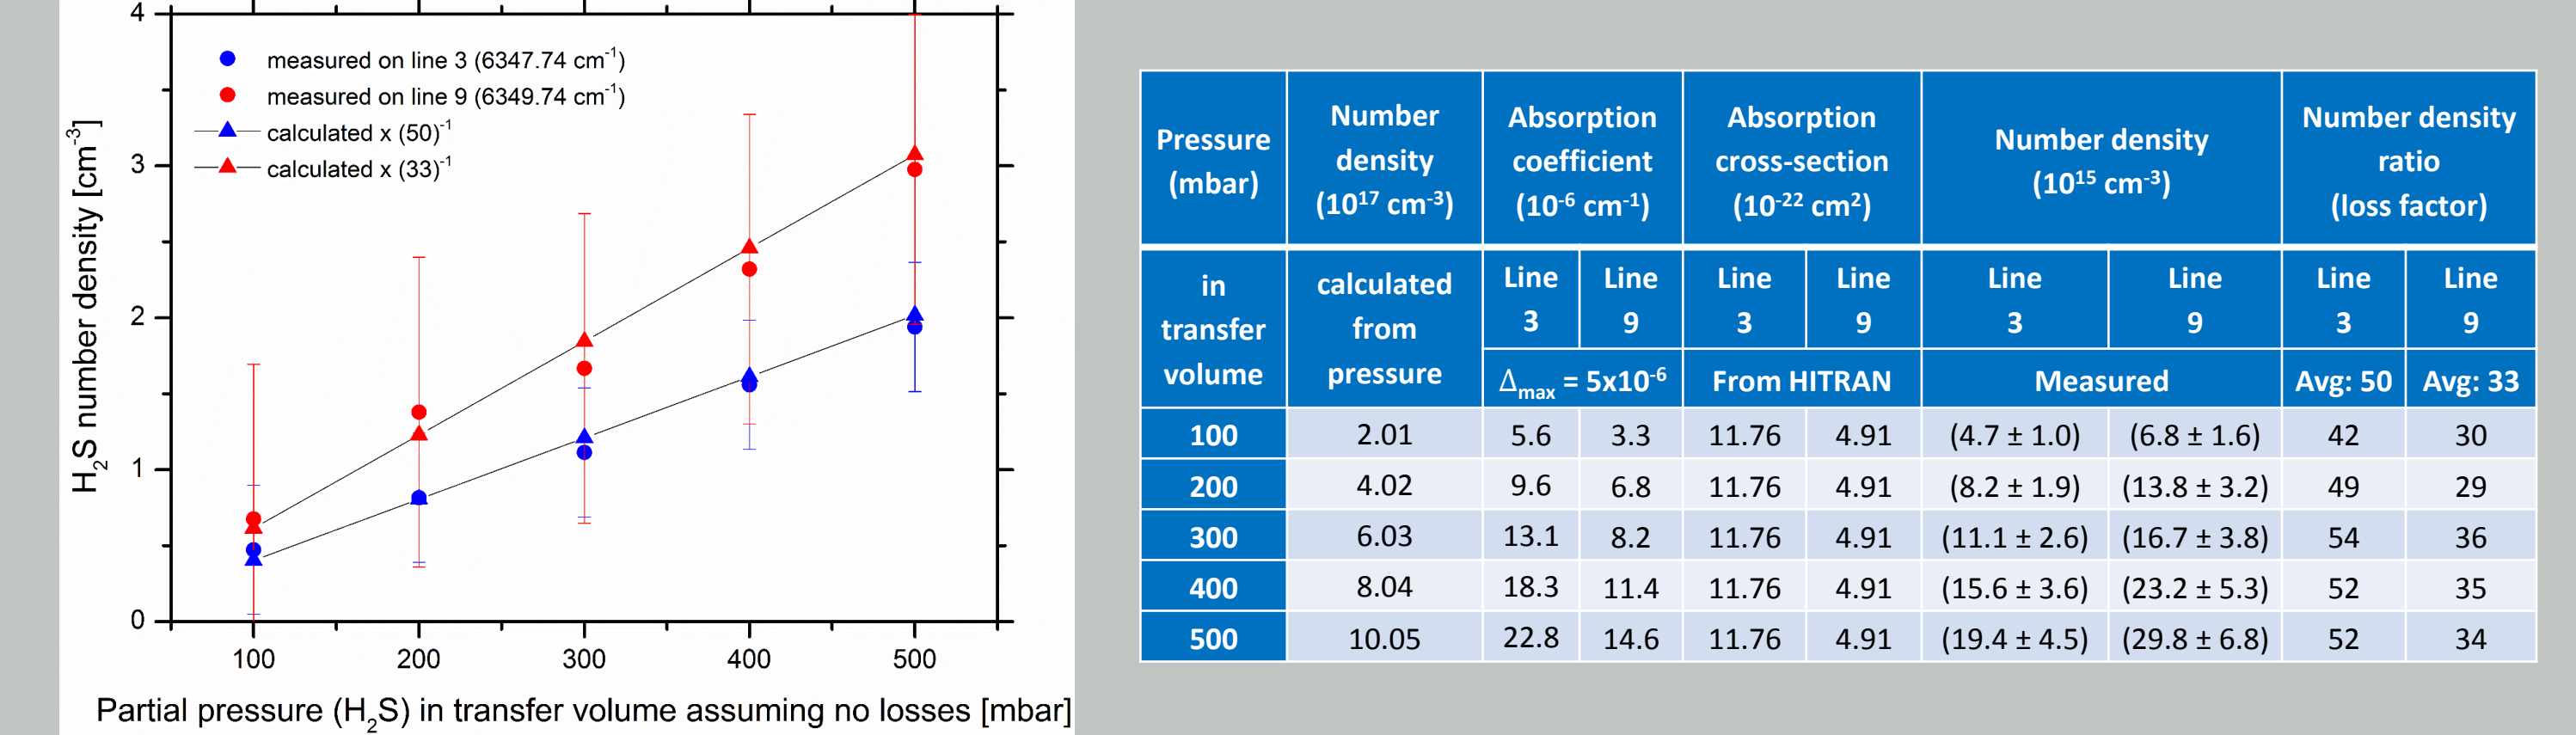 4
3
2
1
0
H₂S number density [cm⁻³]
measured on line 3 (6347.74 cm⁻¹)
measured on line 9 (6349.74 cm⁻¹)
calculated x (50)⁻¹
calculated x (33)⁻¹
100 200 300 400 500
Partial pressure (H₂S) in transfer volume assuming no losses [mbar]
Pressure
(mbar)
Number
density
(10¹⁷ cm⁻³)
Absorption
coefficient
(10⁻⁶ cm⁻¹)
Absorption
cross-section
(10⁻²² cm²)
Number density
(10¹⁵ cm⁻³)
Number density
ratio
(loss factor)
in
transfer
volume
calculated
from
pressure
Line
3
Line
9
Line
3
Line
9
Line
3
Line
9
Line
3
Line
9
Δmax = 5x10⁻⁶
From HITRAN
Measured
Avg: 50
Avg: 33
100 2.01 5.6 3.3 11.76 4.91 (4.7 ± 1.0) (6.8 ± 1.6) 42 30
200 4.02 9.6 6.8 11.76 4.91 (8.2 ± 1.9) (13.8 ± 3.2) 49 29
300 6.03 13.1 8.2 11.76 4.91 (11.1 ± 2.6) (16.7 ± 3.8) 54 36
400 8.04 18.3 11.4 11.76 4.91 (15.6 ± 3.6) (23.2 ± 5.3) 52 35
500 10.05 22.8 14.6 11.76 4.91 (19.4 ± 4.5) (29.8 ± 6.8) 52 34